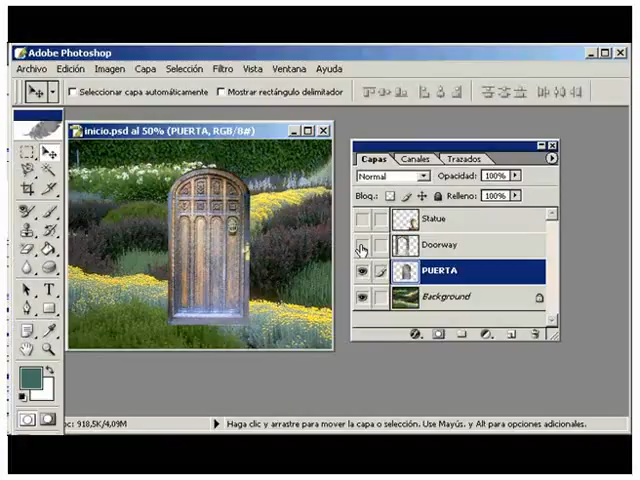 Adobe Photoshop
Archivo Edición Imagen Capa Selección Filtro Vista Ventana Ayuda
Seleccionar capa automáticamente Mostrar rectángulo delimitador
inicio.psd al 50% (PUERTA, RGB/8#)
Capas Canales Trazados
Normal Opacidad: 100%
Bloq.: Relleno: 100%
Statue
Doorway
PUERTA
Background
oc: 918,5K/4,09M Haga clic y arrastre para mover la capa o selección. Use Mayús. y Alt para opciones adicionales.